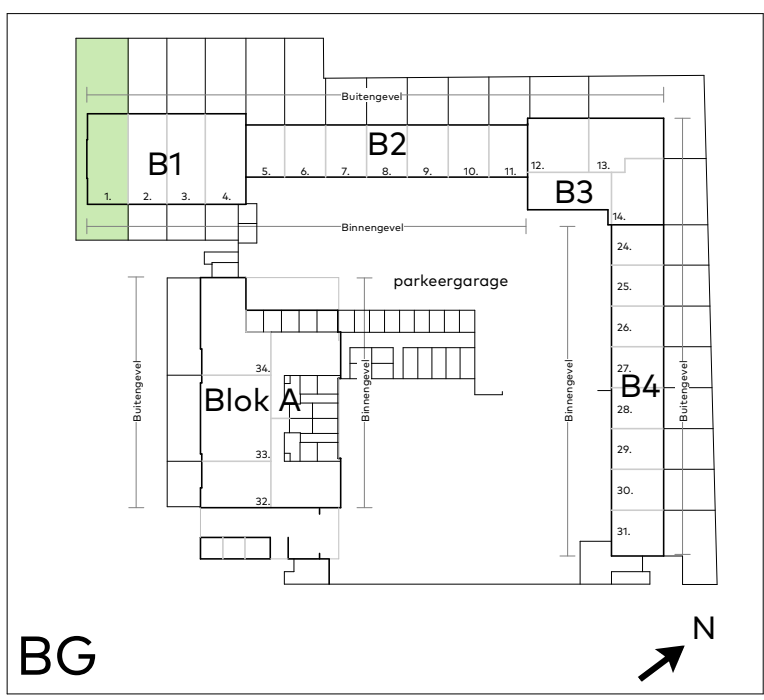 Buitengevel
B1
B2
1.
2.
3.
4.
5.
6.
7.
8.
9.
10.
11.
12.
13.
B3
14.
Binnengevel
parkeergarage
24.
25.
26.
27.
B4
28.
29.
30.
31.
Buitengevel
Binnengevel
Binnengevel
Buitengevel
34.
Blok A
33.
32.
BG
N